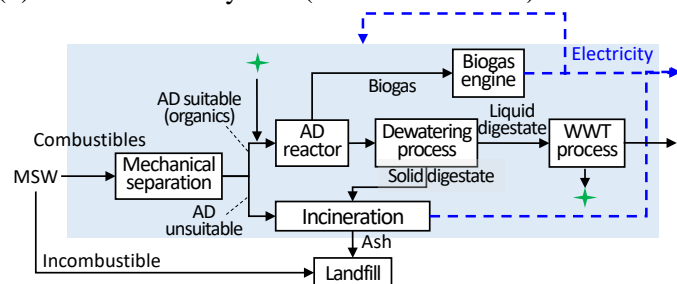 Electricity
Biogas
engine
Biogas
AD suitable
(organics)
Liquid
digestate
AD
reactor
Dewatering
process
WWT
process
Combustibles
Mechanical
separation
MSW
Solid digestate
AD
unsuitable
Incineration
Ash
Incombustible
Landfill